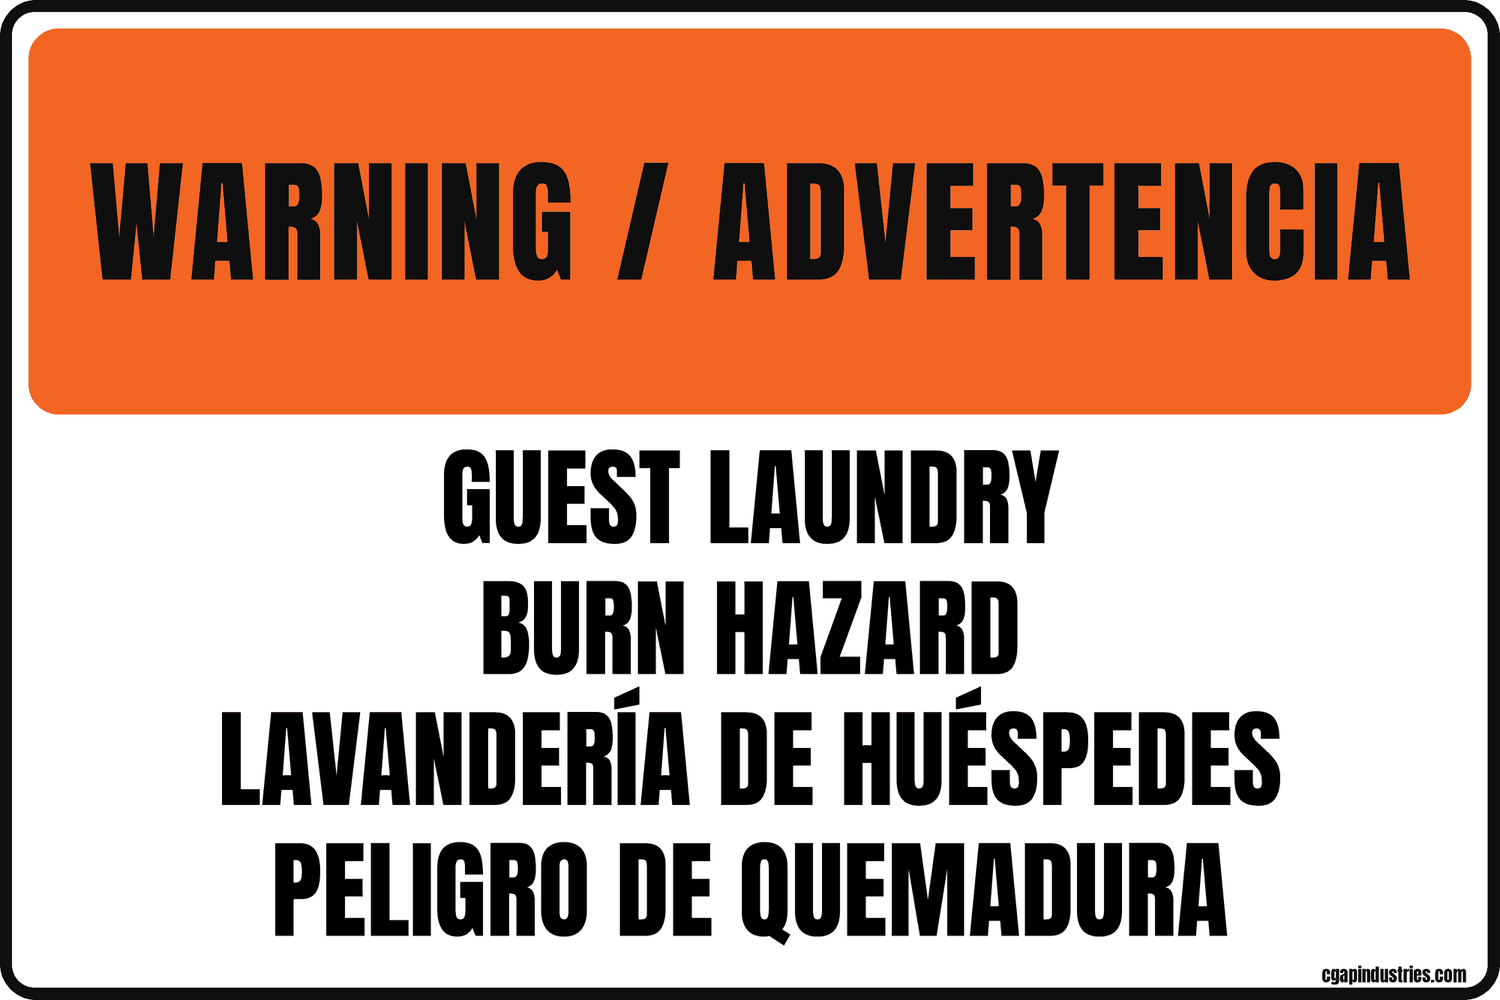 WARNING / ADVERTENCIA
GUEST LAUNDRY
BURN HAZARD
LAVANDERÍA DE HUÉSPEDES
PELIGRO DE QUEMADURA
cgapindustries.com